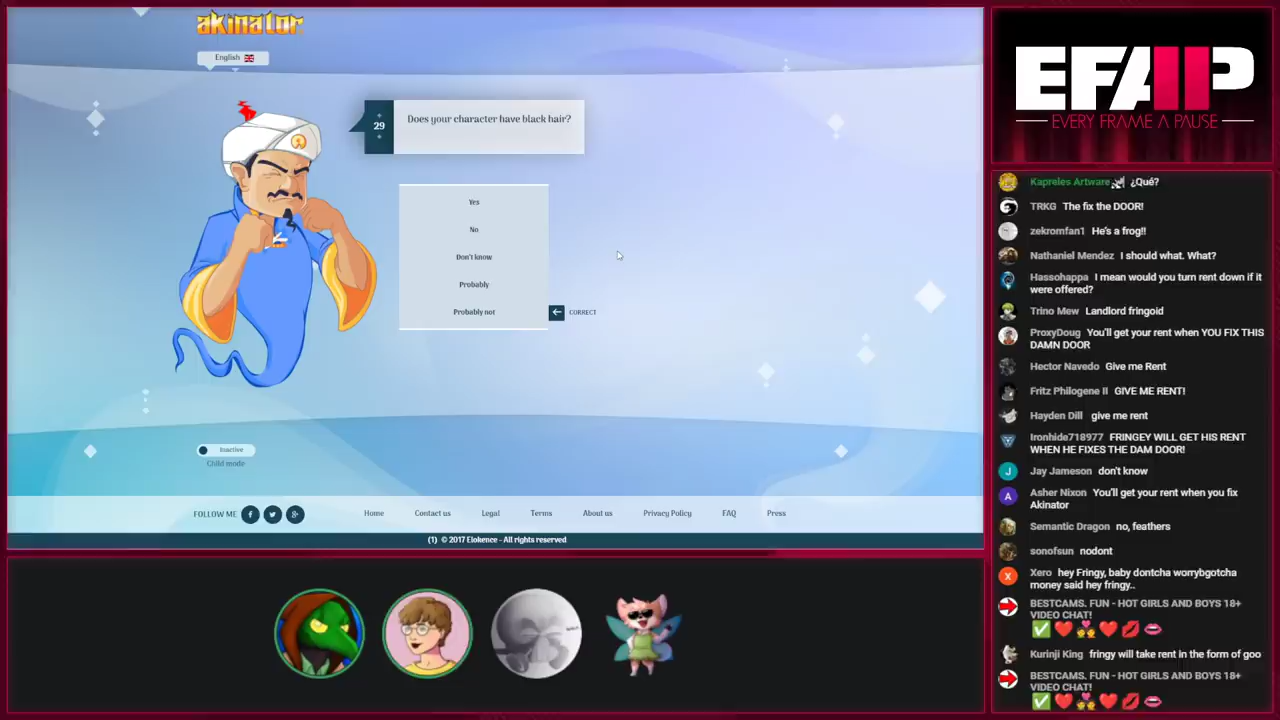 akinator
English
29
Does your character have black hair?
Yes
No
Don't know
Probably
Probably not
CORRECT
Inactive
Child mode
FOLLOW ME
Home
Contact us
Legal
Terms
About us
Privacy Policy
FAQ
Press
(1) © 2017 Elokence - All rights reserved
EFAP
EVERY FRAME A PAUSE
Kapreles Artware ¿Qué?
TRKG The fix the DOOR!
zekromfan1 He's a frog!!
Nathaniel Mendez I should what. What?
Hassohappa I mean would you turn rent down if it
were offered?
Trino Mew Landlord fringoid
ProxyDoug You'll get your rent when YOU FIX THIS
DAMN DOOR
Hector Navedo Give me Rent
Fritz Philogene II GIVE ME RENT!
Hayden Dill give me rent
Ironhide718977 FRINGEY WILL GET HIS RENT
WHEN HE FIXES THE DAM DOOR!
J
Jay Jameson don't know
A
Asher Nixon You'll get your rent when you fix
Akinator
Semantic Dragon no, feathers
sonofsun nodont
X
Xero hey Fringy, baby dontcha worrybgotcha
money said hey fringy..
BESTCAMS. FUN - HOT GIRLS AND BOYS 18+
VIDEO CHAT!
Kurinji King fringy will take rent in the form of goo
BESTCAMS. FUN - HOT GIRLS AND BOYS 18+
VIDEO CHAT!